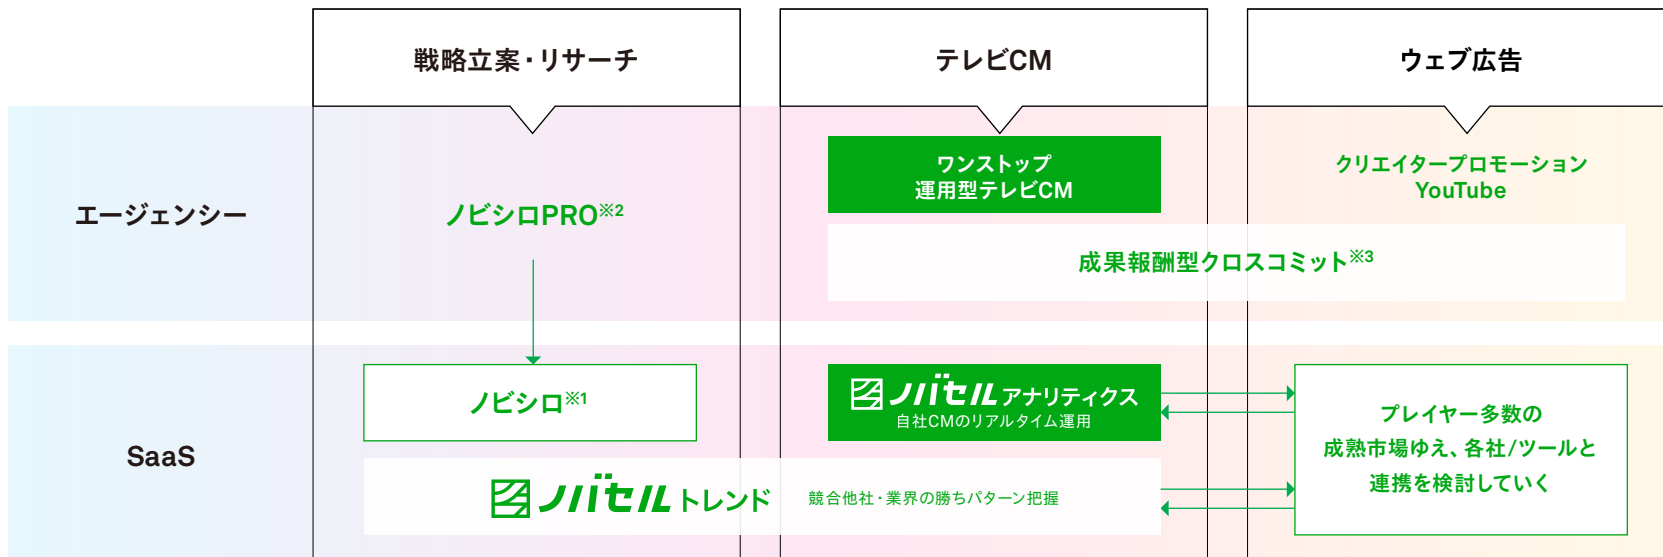 戦略立案・リサーチ
テレビCM
ウェブ広告
エージェンシー
ノビシロPRO※2
ワンストップ
運用型テレビCM
クリエイタープロモーション
YouTube
成果報酬型クロスコミット※3
SaaS
ノビシロ※1
ノバセル アナリティクス
自社CMのリアルタイム運用
ノバセル トレンド 競合他社・業界の勝ちパターン把握
プレイヤー多数の
成熟市場ゆえ、各社/ツールと
連携を検討していく